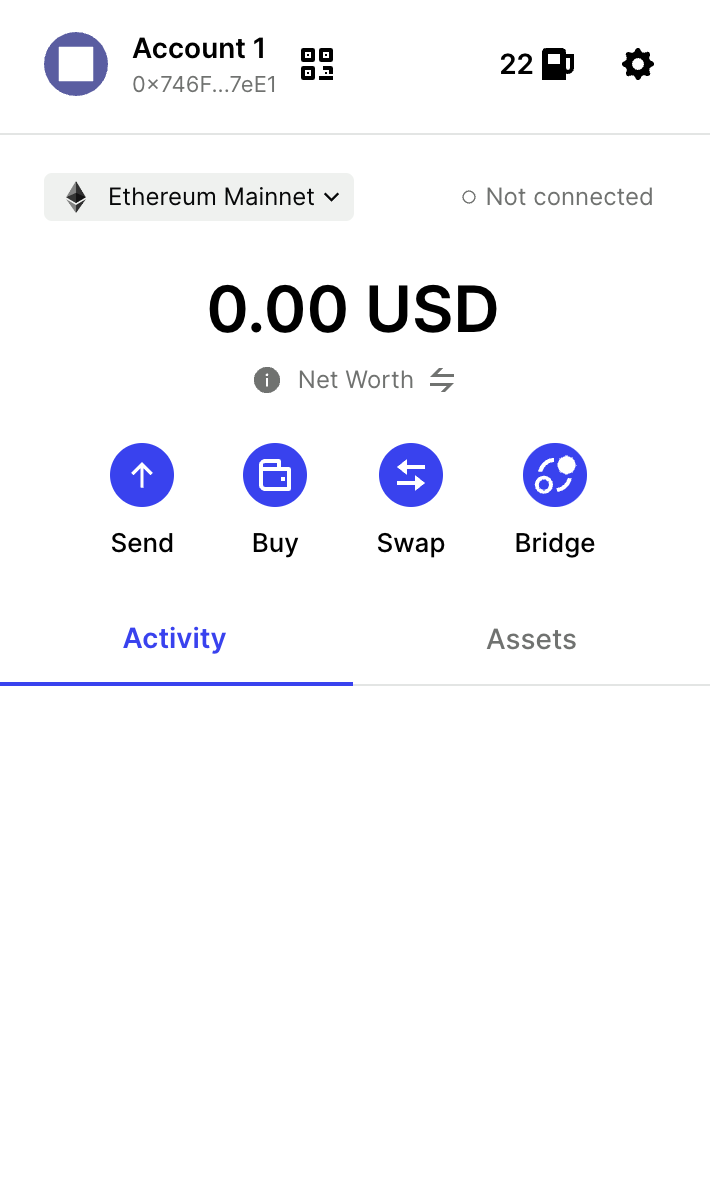 Account 1
0×746F...7eE1
22
Ethereum Mainnet
Not connected
0.00 USD
Net Worth
Send
Buy
Swap
Bridge
Activity
Assets